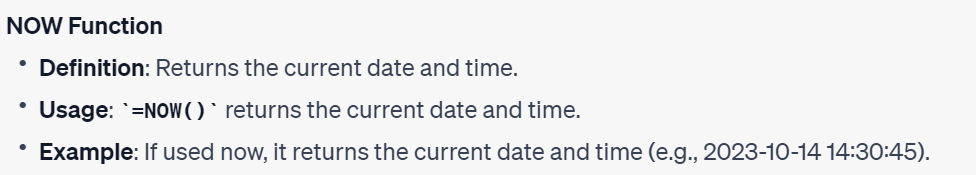 NOW Function
• Definition: Returns the current date and time.
• Usage: `=NOW()` returns the current date and time.
• Example: If used now, it returns the current date and time (e.g., 2023-10-14 14:30:45).